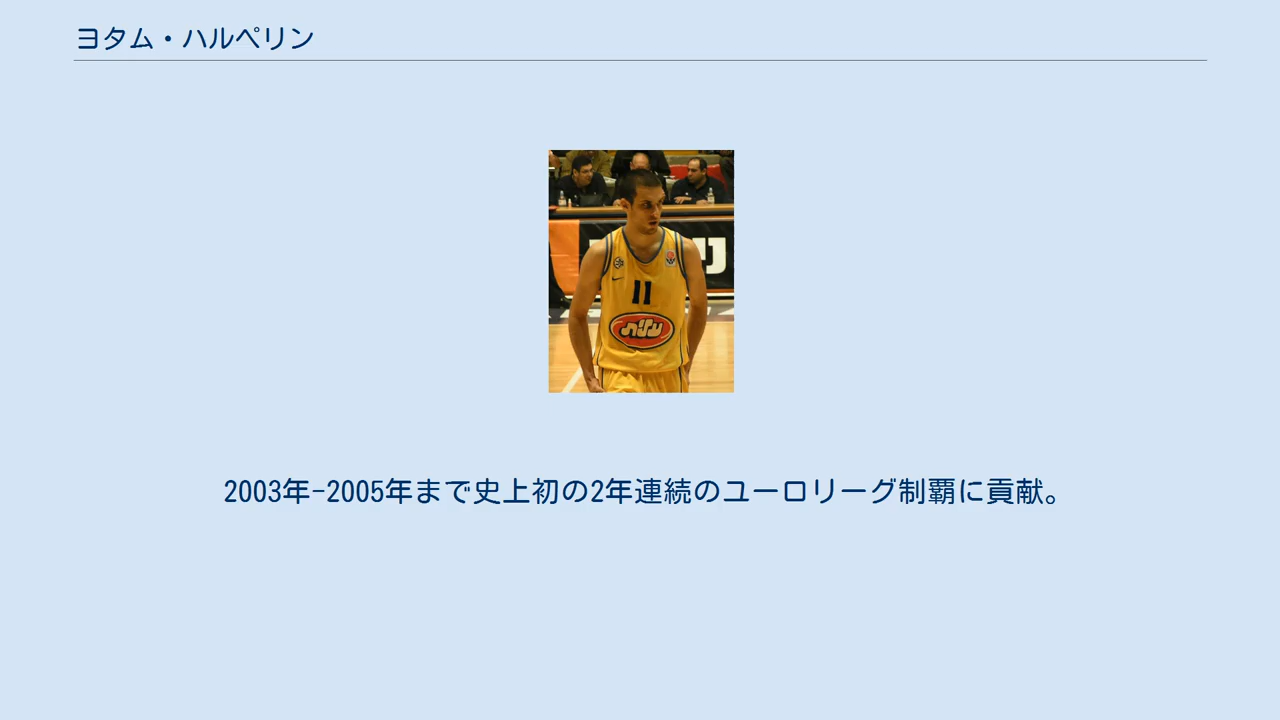 ヨタム・ハルペリン
11
עלית
2003年-2005年まで史上初の2年連続のユーロリーグ制覇に貢献。